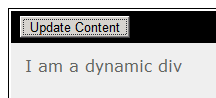 Update Content
I am a dynamic div